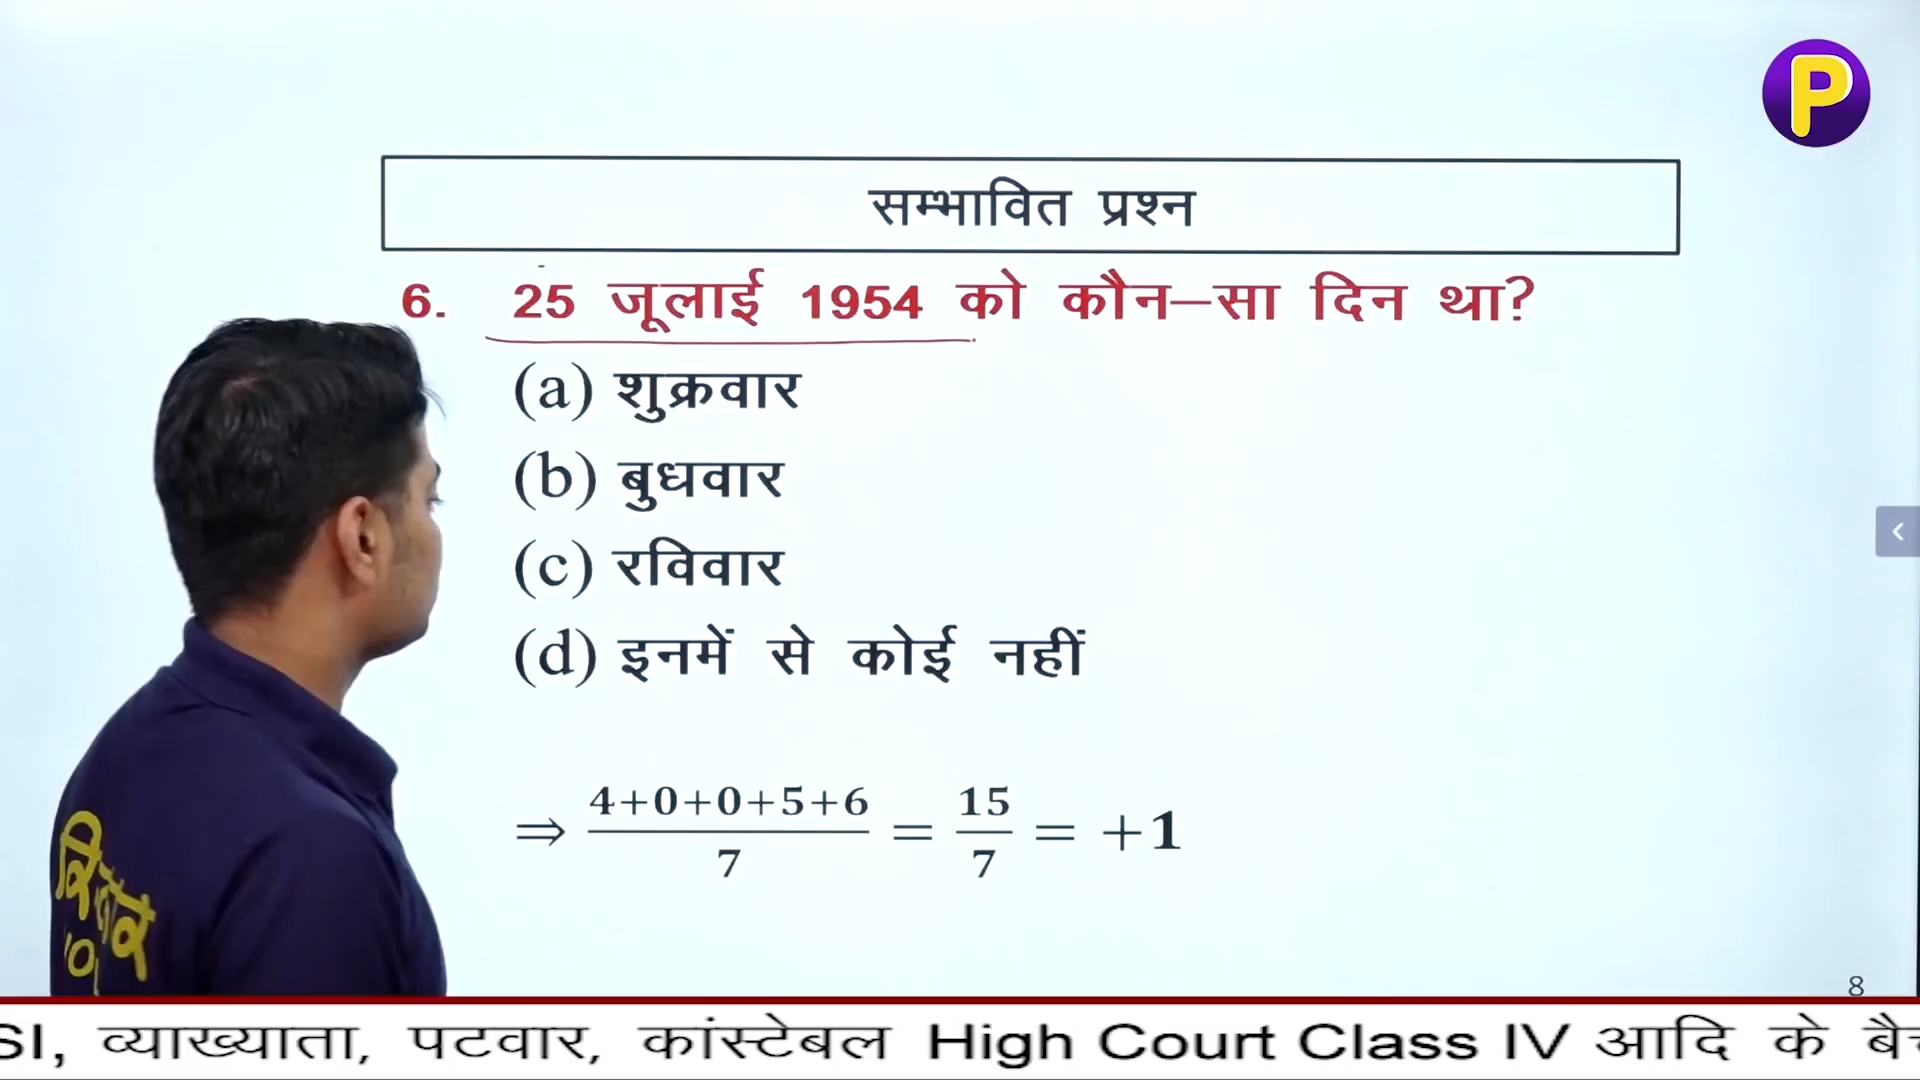 P
सम्भावित प्रश्न
6. 25 जूलाई 1954 को कौन–सा दिन था?
(a) शुक्रवार
(b) बुधवार
(c) रविवार
(d) इनमें से कोई नहीं
⇒ 4+0+0+5+6/7 = 15/7 = +1
8
SI, व्याख्याता, पटवार, कांस्टेबल High Court Class IV आदि के